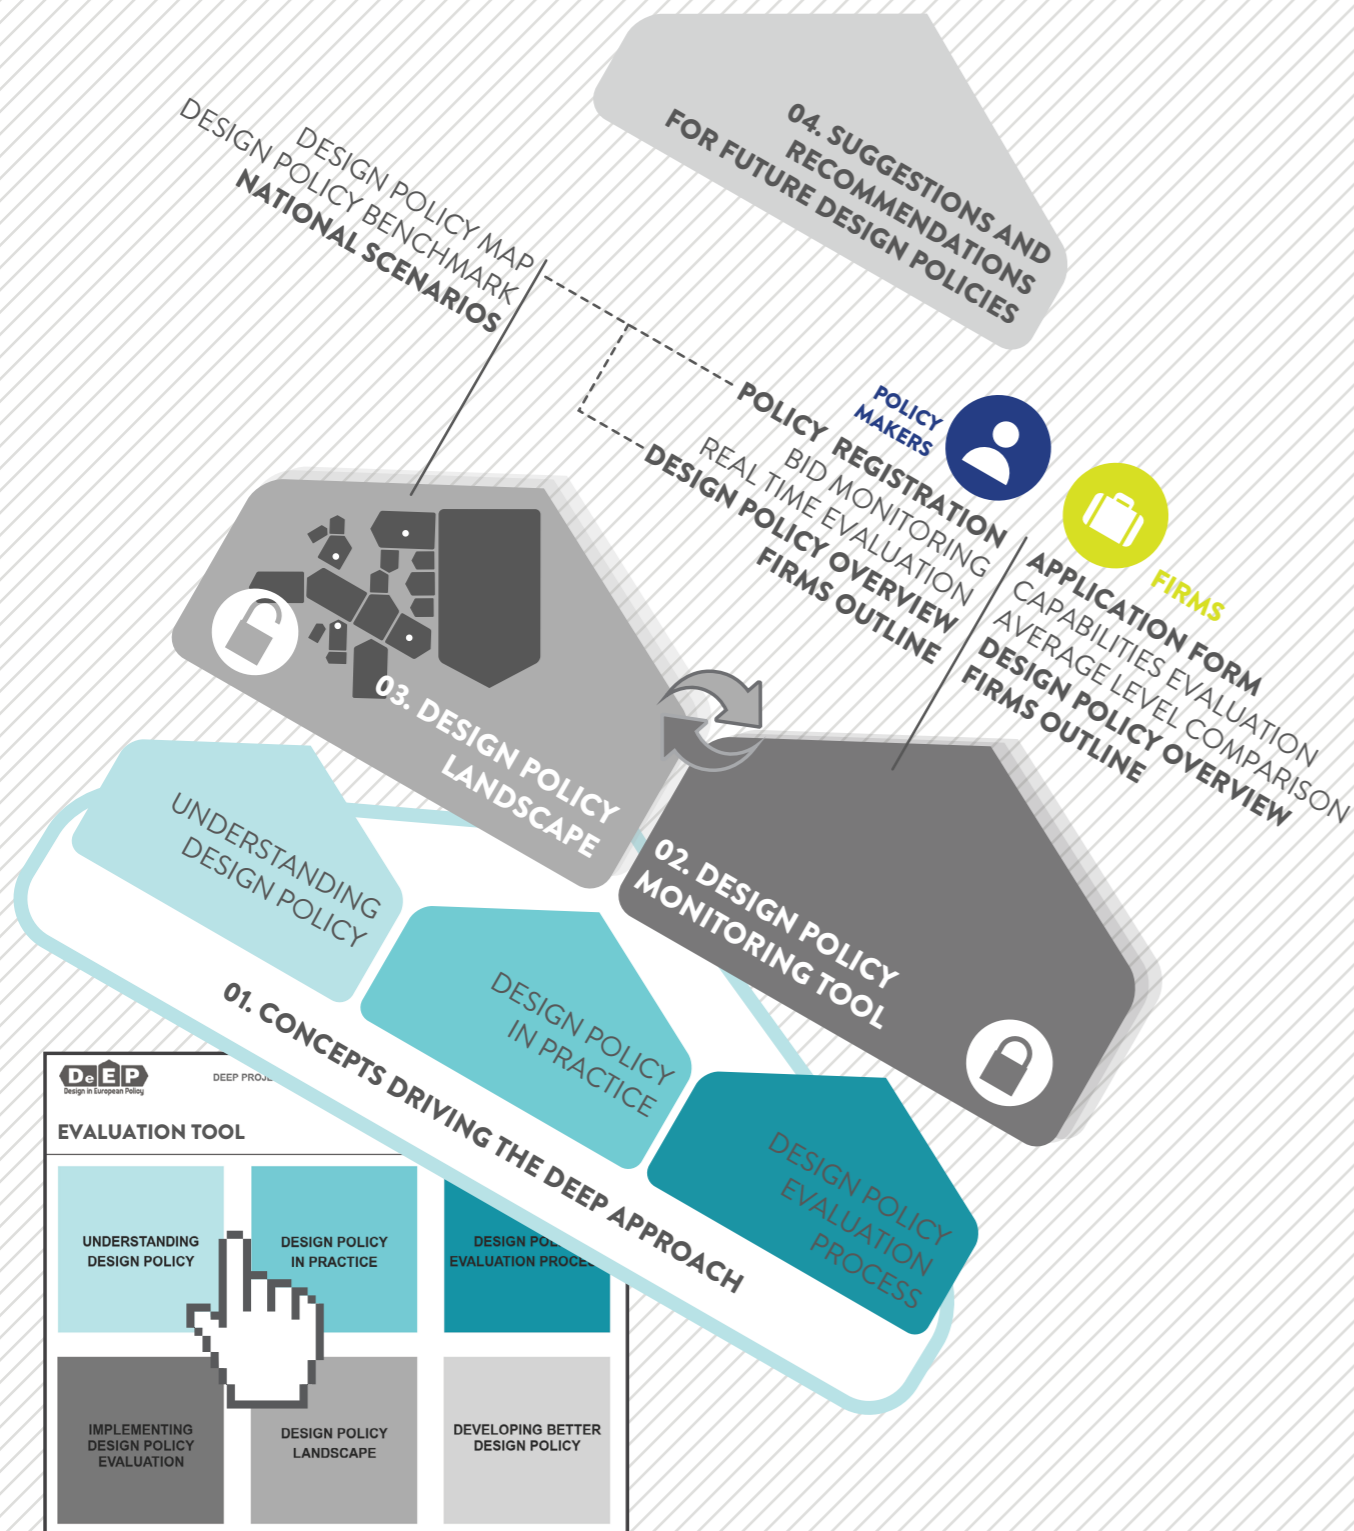 04. SUGGESTIONS AND
RECOMMENDATIONS
FOR FUTURE DESIGN POLICIES
DESIGN POLICY MAP
DESIGN POLICY BENCHMARK
NATIONAL SCENARIOS
POLICY
MAKERS
POLICY REGISTRATION
BID MONITORING
REAL TIME EVALUATION
DESIGN POLICY OVERVIEW
FIRMS OUTLINE
FIRMS
APPLICATION FORM
CAPABILITIES EVALUATION
AVERAGE LEVEL COMPARISON
DESIGN POLICY OVERVIEW
FIRMS OUTLINE
03. DESIGN POLICY
LANDSCAPE
02. DESIGN POLICY
MONITORING TOOL
UNDERSTANDING
DESIGN POLICY
DESIGN POLICY
IN PRACTICE
DESIGN POLICY
EVALUATION
PROCESS
01. CONCEPTS DRIVING THE DEEP APPROACH
DeEP
Design in European Policy
DEEP
EVALUATION TOOL
UNDERSTANDING
DESIGN POLICY
DESIGN POLICY
IN PRACTICE
DESIGN
EVALUATION
IMPLEMENTING
DESIGN POLICY
EVALUATION
DESIGN POLICY
LANDSCAPE
DEVELOPING BETTER
DESIGN POLICY